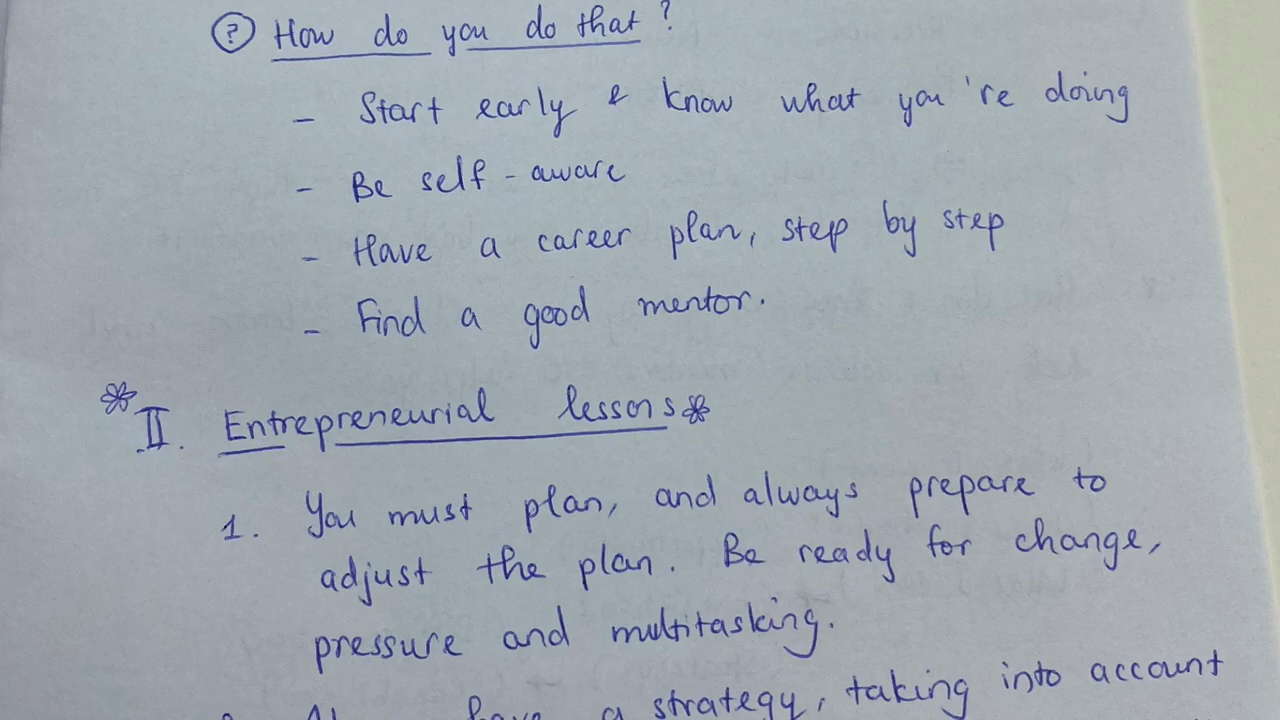 ? How do you do that?
- Start early & know what you're doing
- Be self-aware
- Have a career plan, step by step
- Find a good mentor.
II. Entrepreneurial lessons
1. You must plan, and always prepare to
adjust the plan. Be ready for change,
pressure and multitasking.
have a strategy, taking into account